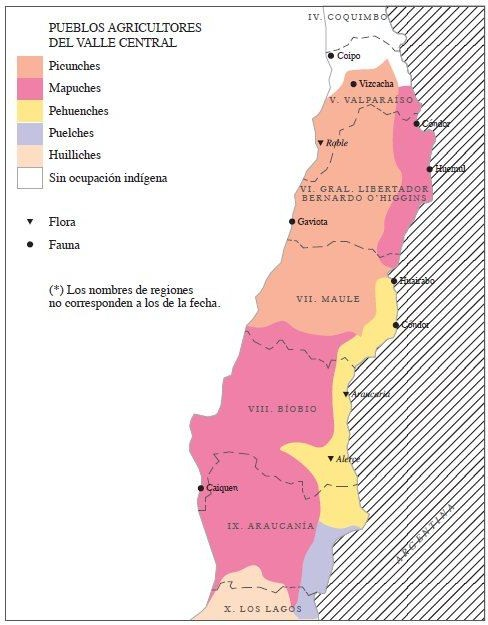 PUEBLOS AGRICULTORES
DEL VALLE CENTRAL
Picunches
Mapuches
Pehuenches
Puelches
Huilliches
Sin ocupación indígena
Flora
Fauna
(*) Los nombres de regiones
no corresponden a los de la fecha.
IV. COQUIMBO
Coipo
Vizcacha
V. VALPARAÍSO
Cóndor
Roble
Huemul
VI. GRAL. LIBERTADOR
BERNARDO O'HIGGINS
Gaviota
Huairabo
VII. MAULE
Cóndor
Araucaria
VIII. BÍOBIO
Alerce
Caiquen
IX. ARAUCANÍA
ARGENTINA
X. LOS LAGOS